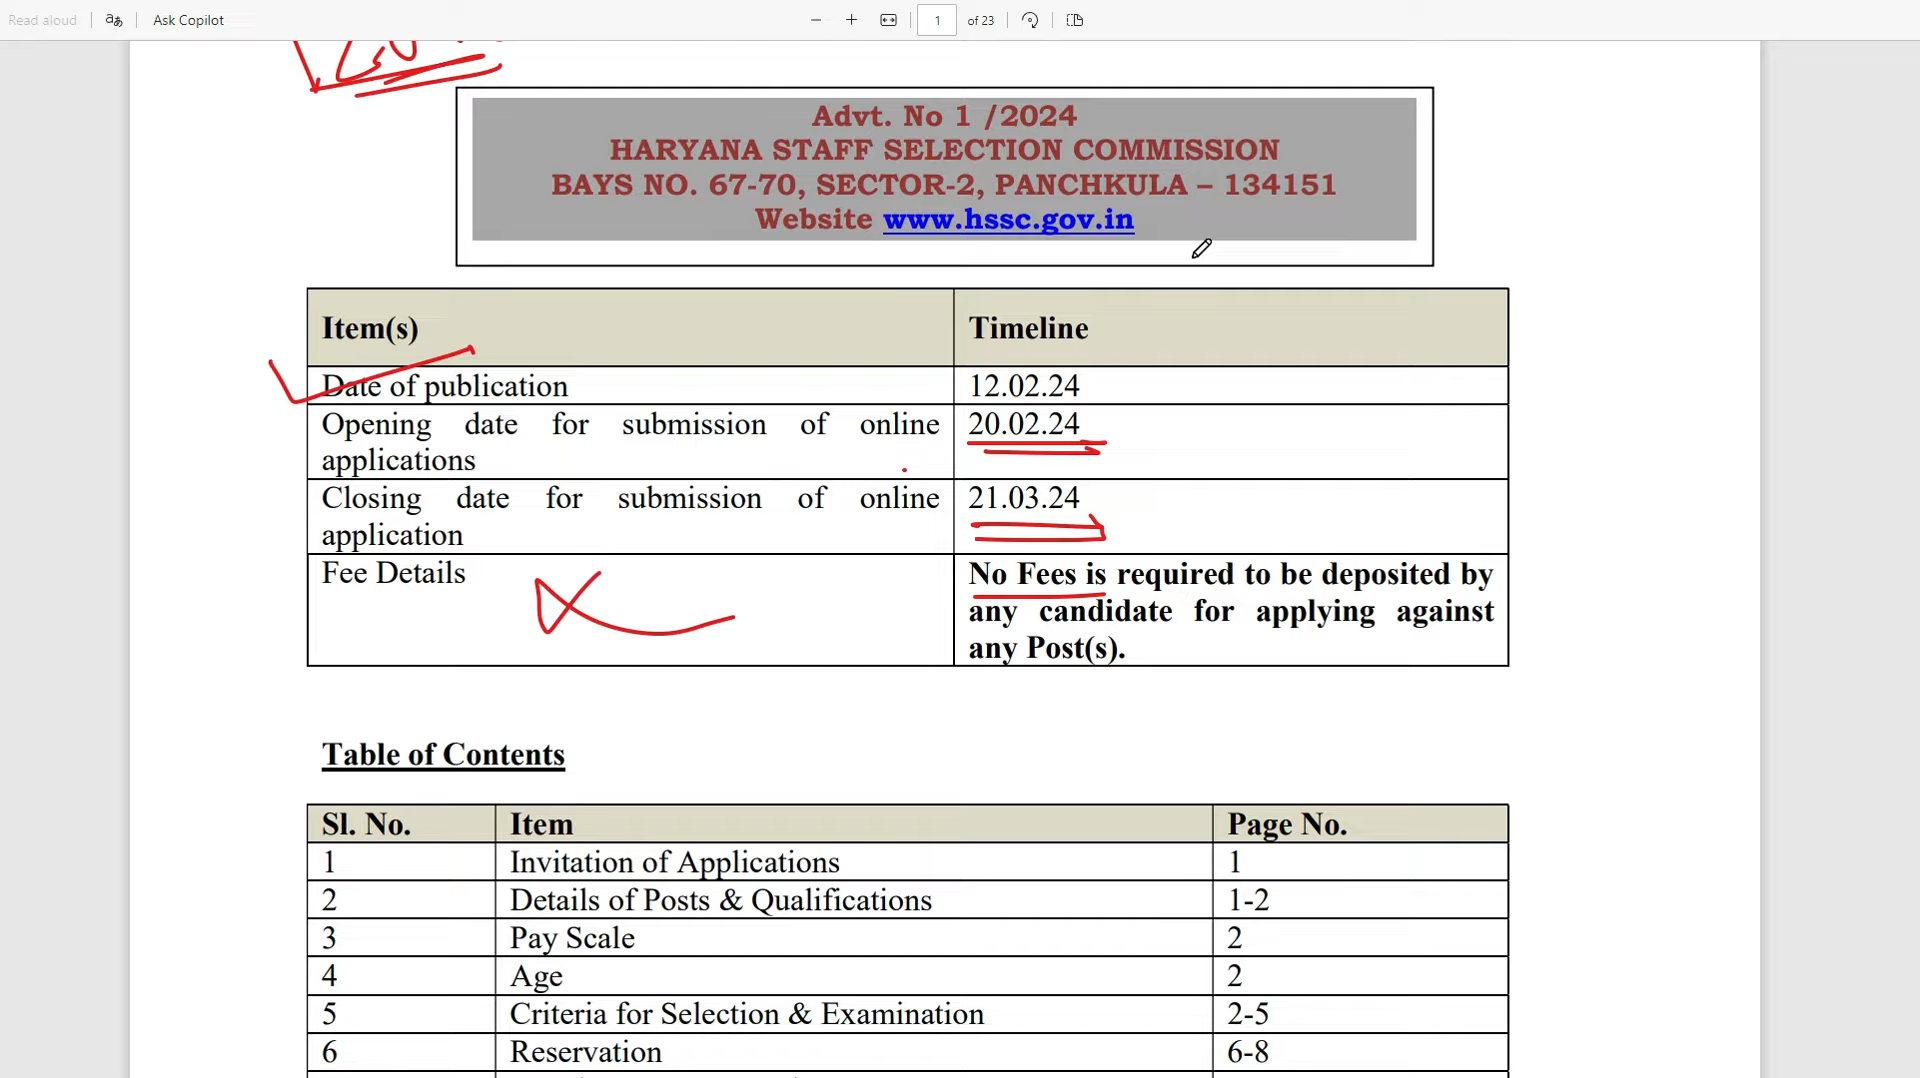 Read aloud
Ask Copilot
1 of 23
Advt. No 1 /2024
HARYANA STAFF SELECTION COMMISSION
BAYS NO. 67-70, SECTOR-2, PANCHKULA – 134151
Website www.hssc.gov.in
Item(s) Timeline
Date of publication 12.02.24
Opening date for submission of online 20.02.24
applications
Closing date for submission of online 21.03.24
application
Fee Details No Fees is required to be deposited by
any candidate for applying against
any Post(s).
Table of Contents
Sl. No. Item Page No.
1 Invitation of Applications 1
2 Details of Posts & Qualifications 1-2
3 Pay Scale 2
4 Age 2
5 Criteria for Selection & Examination 2-5
6 Reservation 6-8